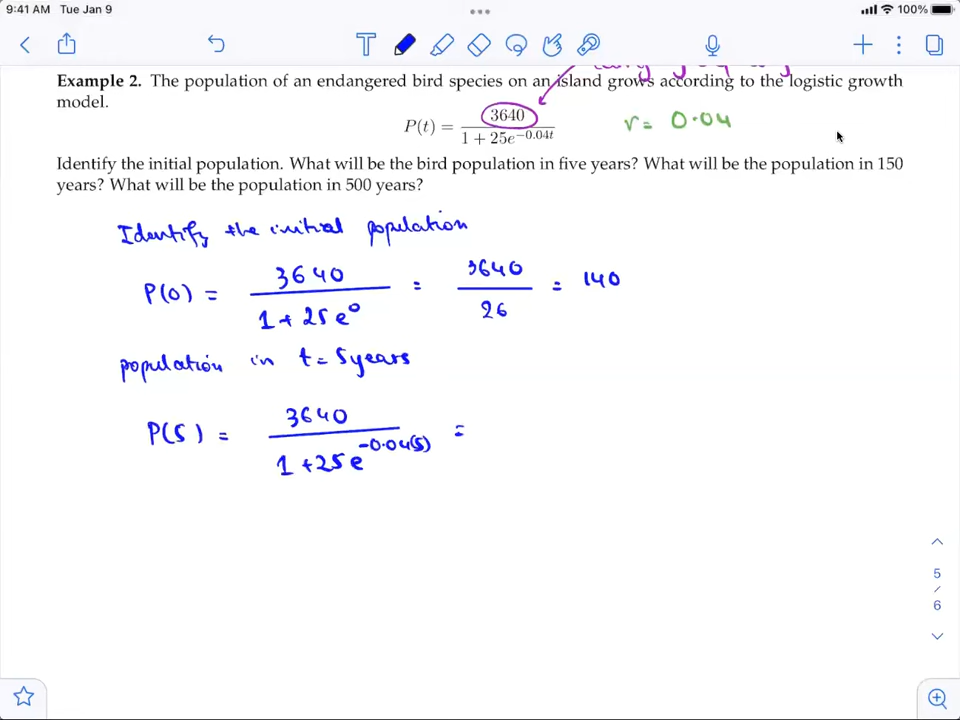 9:41 AM Tue Jan 9 100%
Example 2. The population of an endangered bird species on an island grows according to the logistic growth
model.
P(t) = 3640 / (1 + 25e^{-0.04t}) r = 0.04
Identify the initial population. What will be the bird population in five years? What will be the population in 150
years? What will be the population in 500 years?
Identify the initial population
P(0) = 3640 / (1 + 25e^0) = 3640 / 26 = 140
population in t = 5 years
P(5) = 3640 / (1 + 25e^{-0.04(5)}) =
5
/
6